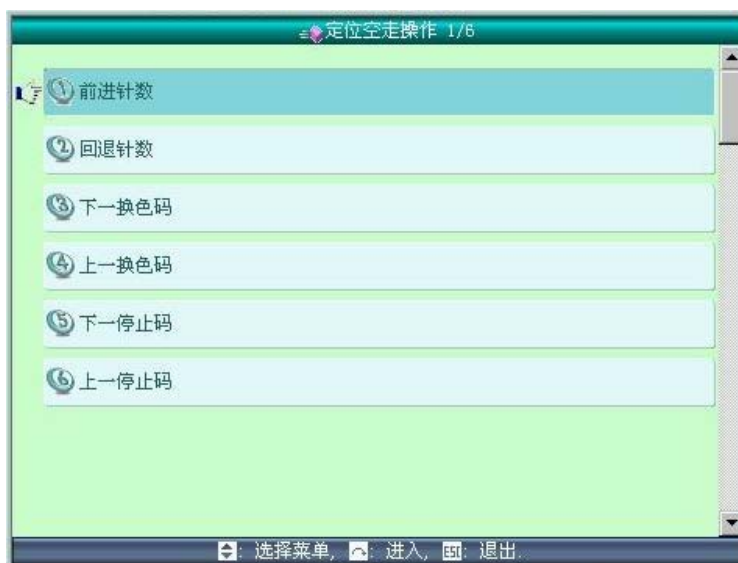 定位空走操作 1/6
1 前进针数
2 回退针数
3 下一换色码
4 上一换色码
5 下一停止码
6 上一停止码
: 选择菜单, : 进入, ESC: 退出.